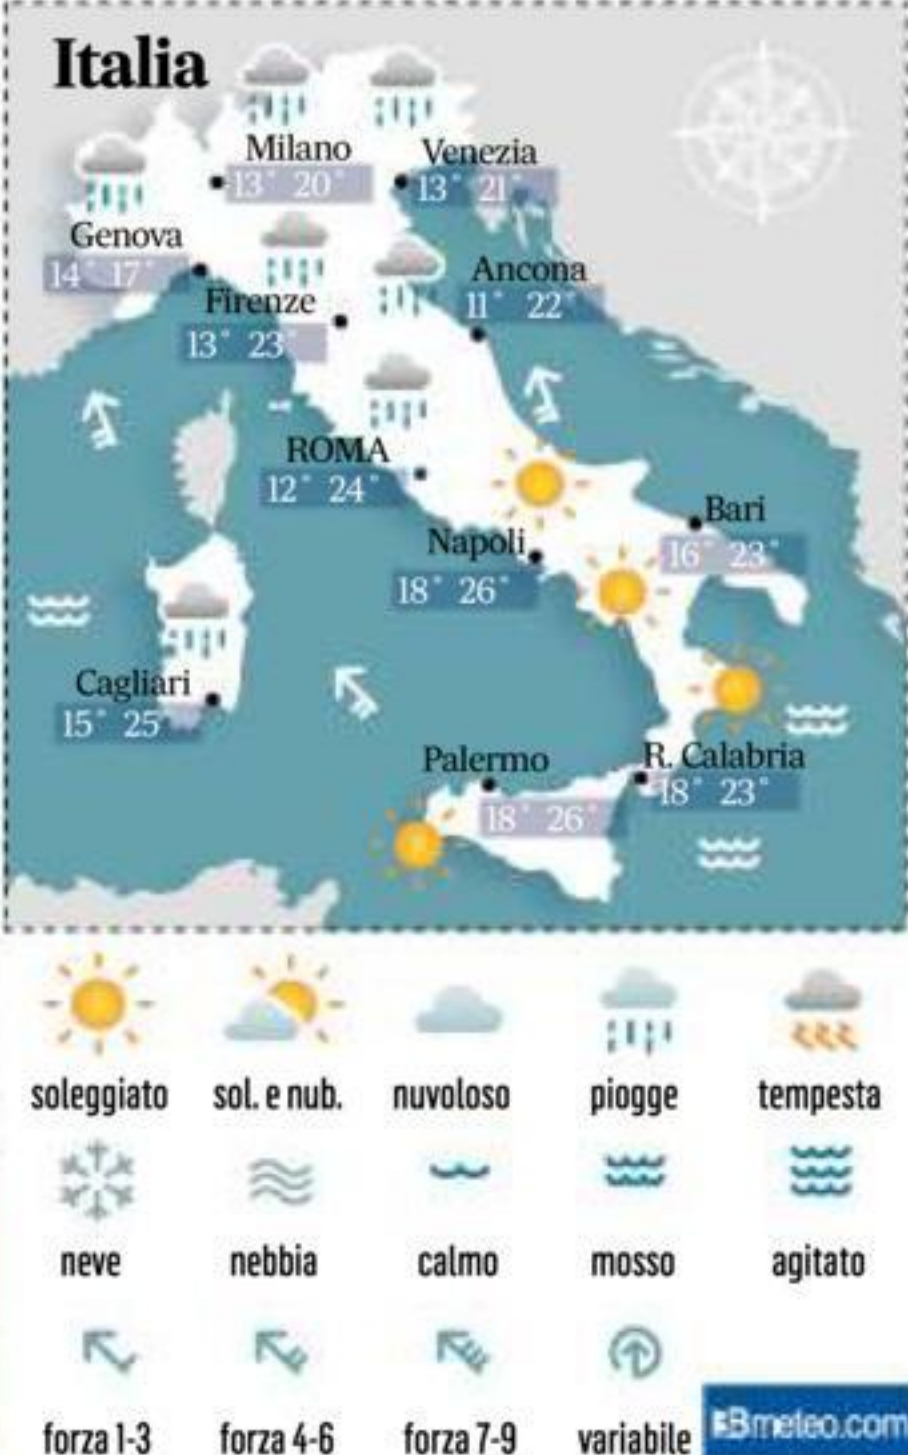 Italia
Milano
13° 20°
Venezia
13° 21°
Genova
14° 17°
Ancona
11° 22°
Firenze
13° 23°
ROMA
12° 24°
Bari
16° 23°
Napoli
18° 26°
Cagliari
15° 25°
Palermo
18° 26°
R. Calabria
18° 23°
soleggiato sol. e nub. nuvoloso piogge tempesta
neve nebbia calmo mosso agitato
forza 1-3 forza 4-6 forza 7-9 variabile
3Bmeteo.com